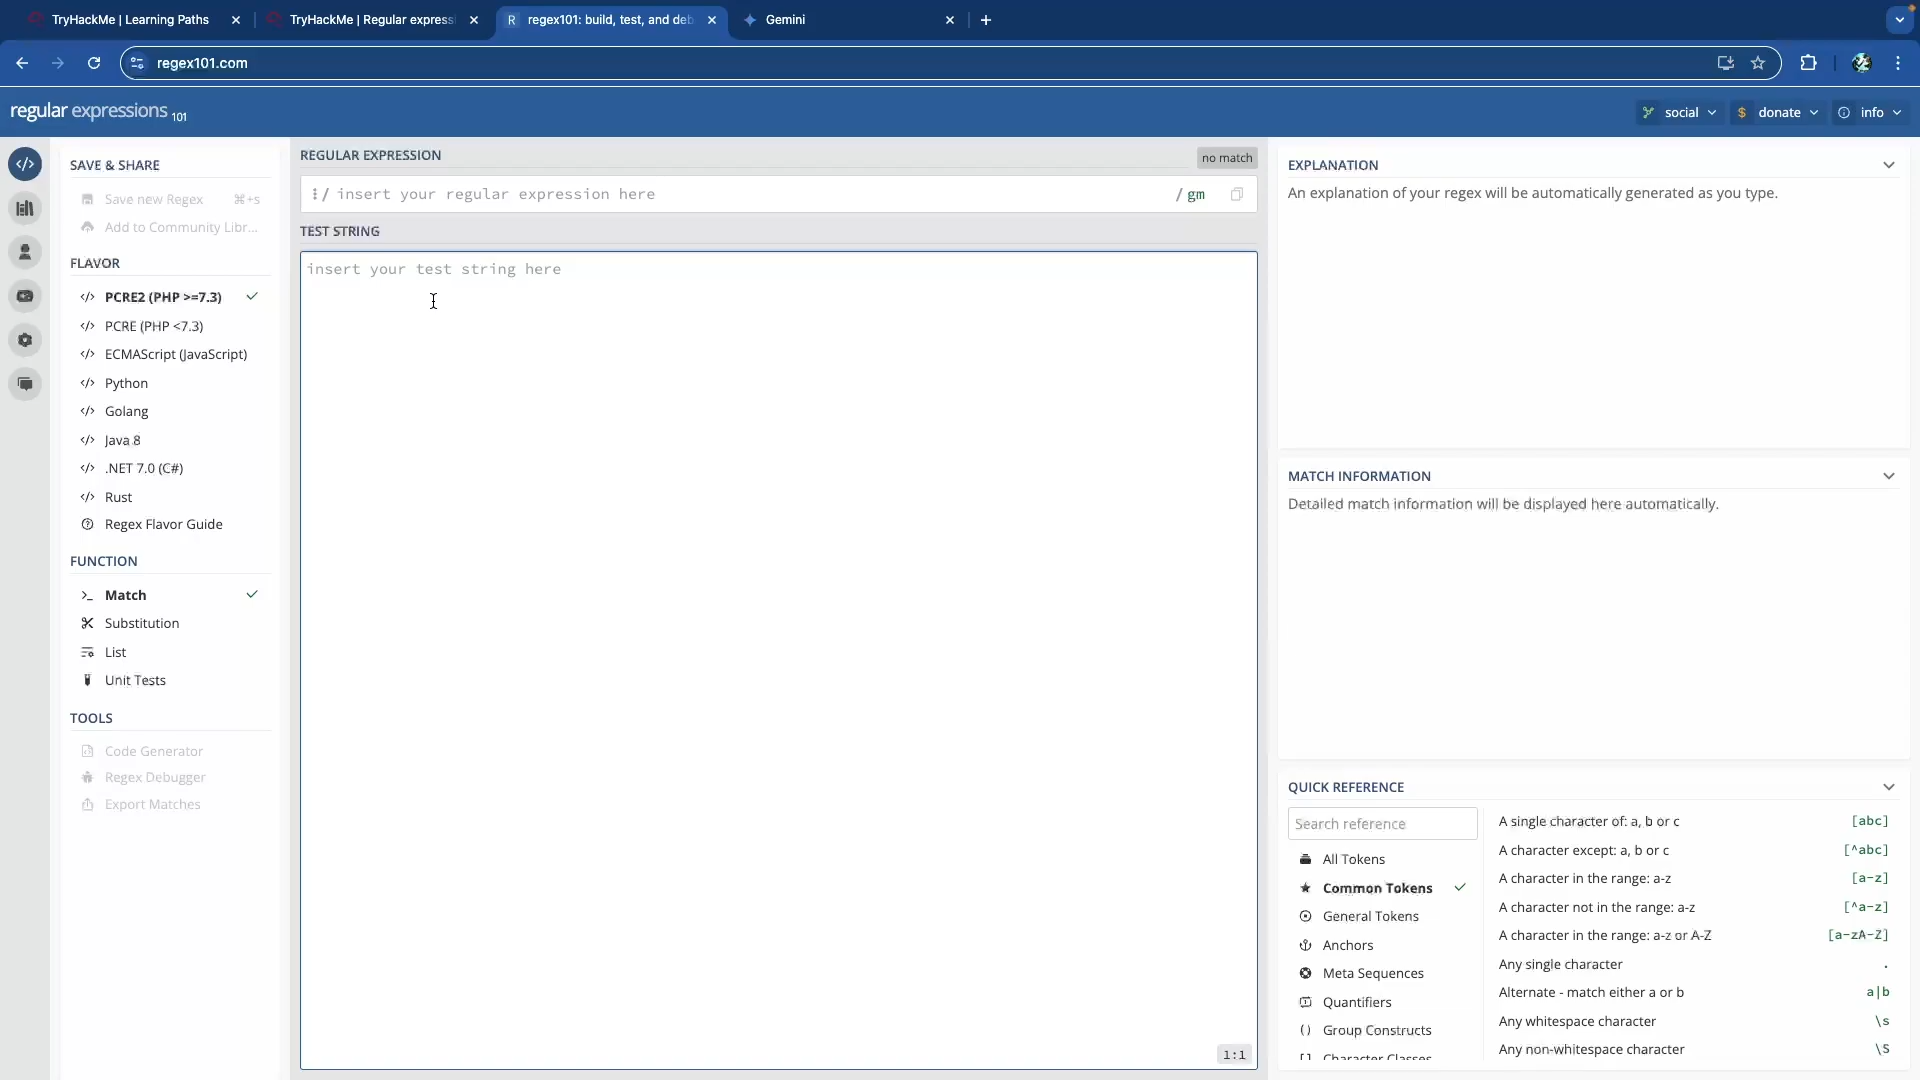 TryHackMe | Learning Paths
TryHackMe | Regular expressi
R regex101: build, test, and deb
Gemini
regex101.com
regular expressions 101
social
$ donate
info
SAVE & SHARE
Save new Regex ⌘+s
Add to Community Libr...
FLAVOR
</> PCRE2 (PHP >=7.3)
</> PCRE (PHP <7.3)
</> ECMAScript (JavaScript)
</> Python
</> Golang
</> Java 8
</> .NET 7.0 (C#)
</> Rust
Regex Flavor Guide
FUNCTION
>_ Match
Substitution
List
Unit Tests
TOOLS
Code Generator
Regex Debugger
Export Matches
REGULAR EXPRESSION
no match
/ insert your regular expression here / gm
TEST STRING
insert your test string here
1:1
EXPLANATION
An explanation of your regex will be automatically generated as you type.
MATCH INFORMATION
Detailed match information will be displayed here automatically.
QUICK REFERENCE
Search reference
All Tokens
Common Tokens
General Tokens
Anchors
Meta Sequences
Quantifiers
() Group Constructs
[] Character Classes
A single character of: a, b or c [abc]
A character except: a, b or c [^abc]
A character in the range: a-z [a-z]
A character not in the range: a-z [^a-z]
A character in the range: a-z or A-Z [a-zA-Z]
Any single character .
Alternate - match either a or b a|b
Any whitespace character \s
Any non-whitespace character \S